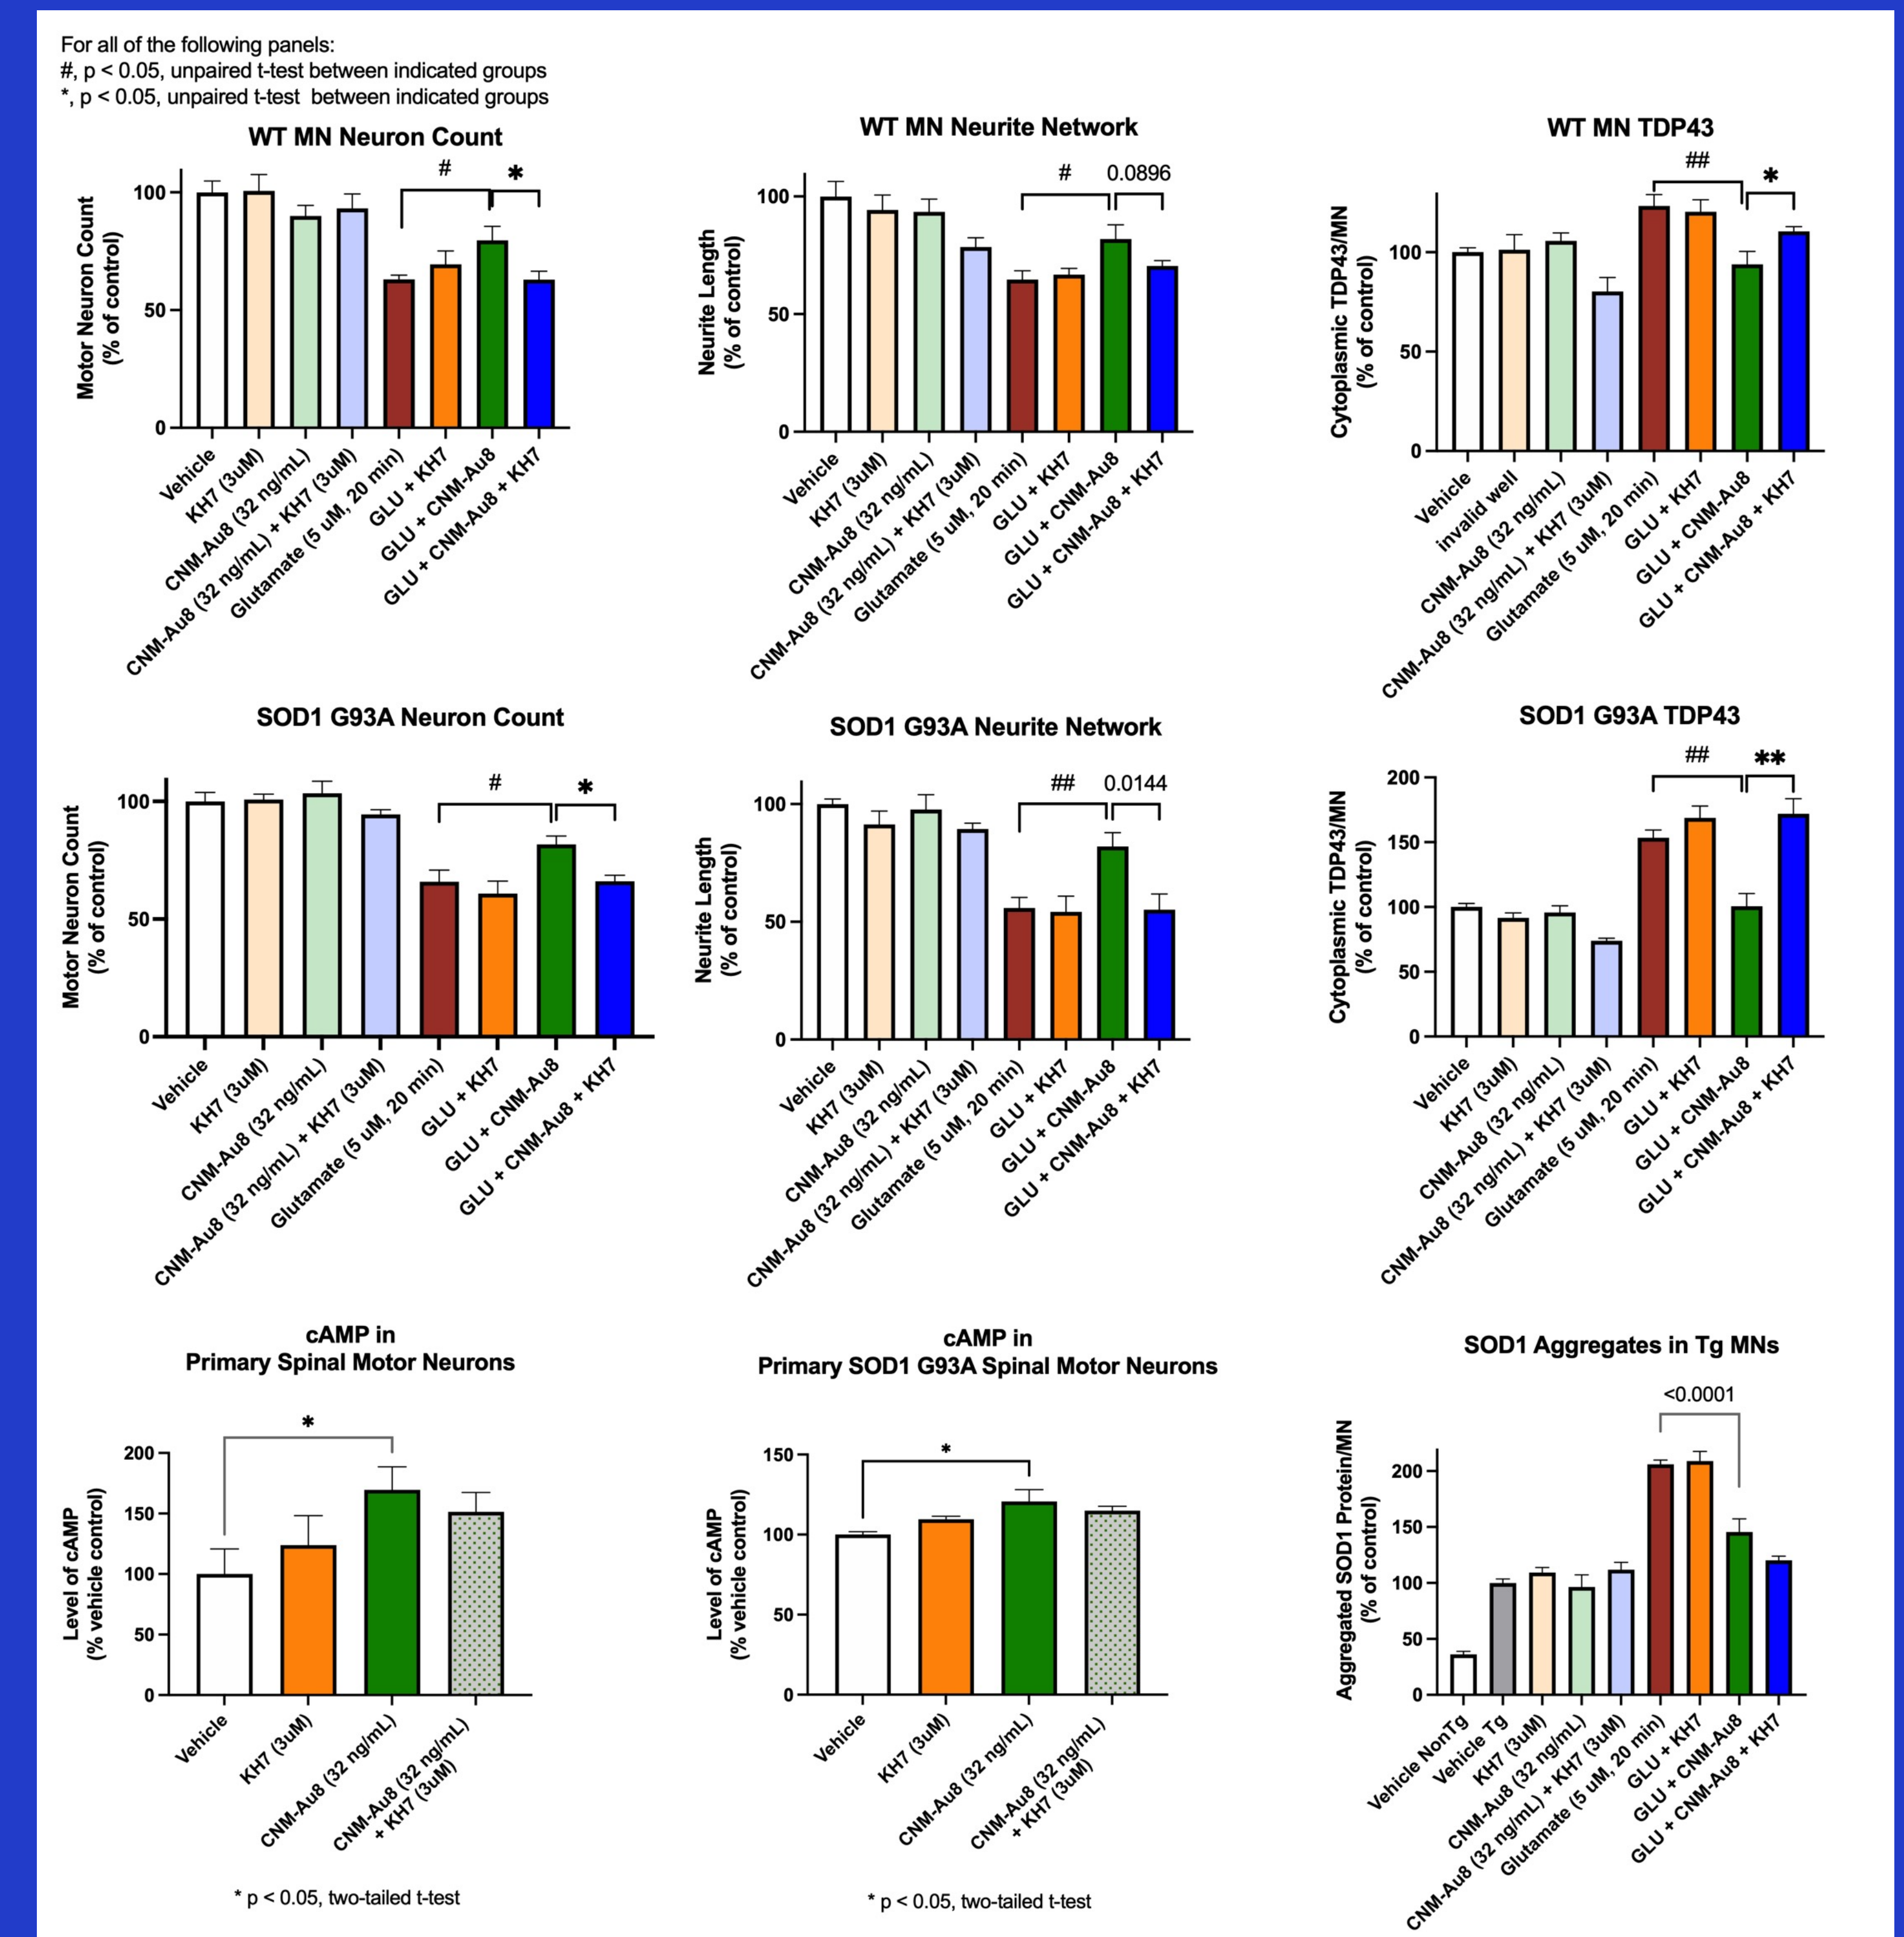 For all of the following panels:
#, p < 0.05, unpaired t-test between indicated groups
*, p < 0.05, unpaired t-test between indicated groups
WT MN Neuron Count
Motor Neuron Count
(% of control)
100
50
0
#
*
Vehicle
KH7 (3uM)
CNM-Au8 (32 ng/mL)
CNM-Au8 (32 ng/mL) + KH7 (3uM)
Glutamate (5 uM, 20 min)
GLU + KH7
GLU + CNM-Au8
GLU + CNM-Au8 + KH7
WT MN Neurite Network
Neurite Length
(% of control)
100
50
0
#
0.0896
Vehicle
KH7 (3uM)
CNM-Au8 (32 ng/mL)
CNM-Au8 (32 ng/mL) + KH7 (3uM)
Glutamate (5 uM, 20 min)
GLU + KH7
GLU + CNM-Au8
GLU + CNM-Au8 + KH7
WT MN TDP43
Cytoplasmic TDP43/MN
(% of control)
100
50
0
##
*
Vehicle
invalid well
CNM-Au8 (32 ng/mL)
CNM-Au8 (32 ng/mL) + KH7 (3uM)
Glutamate (5 uM, 20 min)
GLU + KH7
GLU + CNM-Au8
GLU + CNM-Au8 + KH7
SOD1 G93A Neuron Count
Motor Neuron Count
(% of control)
100
50
0
#
*
Vehicle
KH7 (3uM)
CNM-Au8 (32 ng/mL)
CNM-Au8 (32 ng/mL) + KH7 (3uM)
Glutamate (5 uM, 20 min)
GLU + KH7
GLU + CNM-Au8
GLU + CNM-Au8 + KH7
SOD1 G93A Neurite Network
Neurite Length
(% of control)
100
50
0
##
0.0144
Vehicle
KH7 (3uM)
CNM-Au8 (32 ng/mL)
CNM-Au8 (32 ng/mL) + KH7 (3uM)
Glutamate (5 uM, 20 min)
GLU + KH7
GLU + CNM-Au8
GLU + CNM-Au8 + KH7
SOD1 G93A TDP43
Cytoplasmic TDP43/MN
(% of control)
200
150
100
50
0
##
**
Vehicle
KH7 (3uM)
CNM-Au8 (32 ng/mL)
CNM-Au8 (32 ng/mL) + KH7 (3uM)
Glutamate (5 uM, 20 min)
GLU + KH7
GLU + CNM-Au8
GLU + CNM-Au8 + KH7
cAMP in
Primary Spinal Motor Neurons
Level of cAMP
(% vehicle control)
200
150
100
50
0
*
Vehicle
KH7 (3uM)
CNM-Au8 (32 ng/mL)
CNM-Au8 (32 ng/mL)
+ KH7 (3uM)
* p < 0.05, two-tailed t-test
cAMP in
Primary SOD1 G93A Spinal Motor Neurons
Level of cAMP
(% vehicle control)
150
100
50
0
*
Vehicle
KH7 (3uM)
CNM-Au8 (32 ng/mL)
CNM-Au8 (32 ng/mL)
+ KH7 (3uM)
* p < 0.05, two-tailed t-test
SOD1 Aggregates in Tg MNs
Aggregated SOD1 Protein/MN
(% of control)
200
150
100
50
0
<0.0001
Vehicle NonTg
Vehicle Tg
KH7 (3uM)
CNM-Au8 (32 ng/mL)
CNM-Au8 (32 ng/mL) + KH7 (3uM)
Glutamate (5 uM, 20 min)
GLU + KH7
GLU + CNM-Au8
GLU + CNM-Au8 + KH7